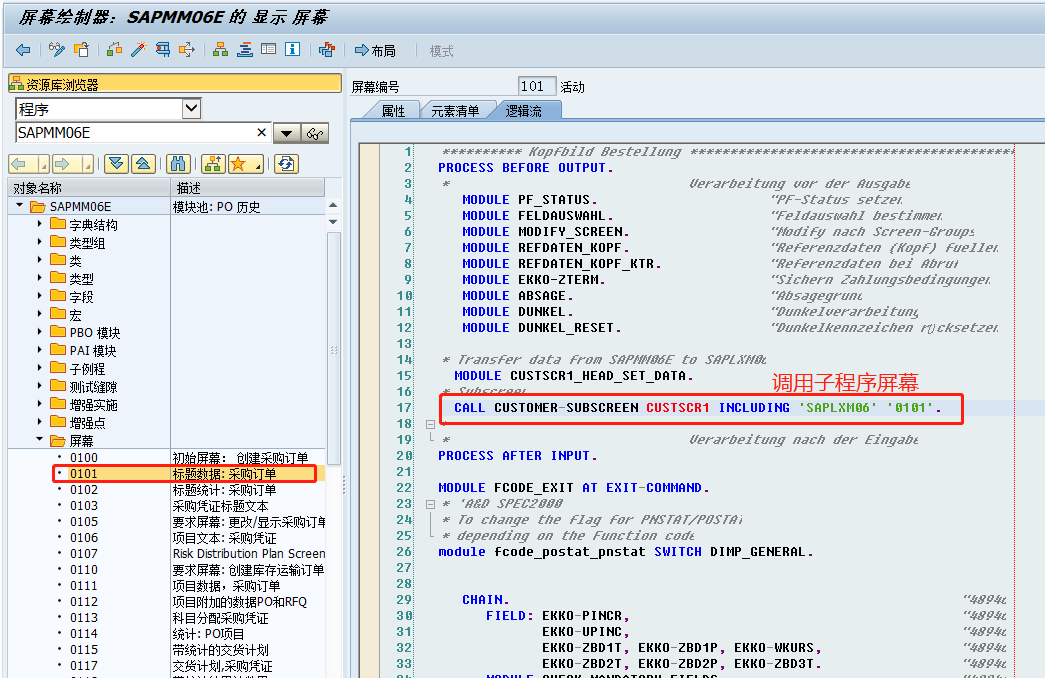 屏幕绘制器: SAPMM06E 的 显示 屏幕
布局 模式
资源库浏览器
程序
SAPMM06E
对象名称 描述
SAPMM06E 模块池: PO 历史
字典结构
类型组
类
类型
字段
宏
PBO 模块
PAI 模块
子例程
测试缝隙
增强实施
增强点
屏幕
0100 初始屏幕: 创建采购订单
0101 标题数据: 采购订单
0102 标题统计: 采购订单
0103 采购凭证标题文本
0105 要求屏幕: 更改/显示采购订单
0106 项目文本: 采购凭证
0107 Risk Distribution Plan Screen
0110 要求屏幕: 创建库存运输订单
0111 项目数据，采购订单
0112 项目附加的数据PO和RFQ
0113 科目分配采购凭证
0114 统计: PO项目
0115 带统计的交货计划
0117 交货计划,采购凭证
屏幕编号 101 活动
属性 元素清单 逻辑流
1 ********** Kopfbild Bestellung ****************************************
2 PROCESS BEFORE OUTPUT.
3 * Verarbeitung vor der Ausgabe
4 MODULE PF_STATUS. "PF-Status setzen
5 MODULE FELDAUSWAHL. "Feldauswahl bestimmen
6 MODULE MODIFY_SCREEN. "Modify nach Screen-Groups
7 MODULE REFDATEN_KOPF. "Referenzdaten (Kopf) fuellen
8 MODULE REFDATEN_KOPF_KTR. "Referenzdaten bei Abruf
9 MODULE EKKO-ZTERM. "Sichern Zahlungsbedingungen
10 MODULE ABSAGE. "Absagegrund
11 MODULE DUNKEL. "Dunkelverarbeitung
12 MODULE DUNKEL_RESET. "Dunkelkennzeichen r
13
14 * Transfer data from SAPMM06E to SAPLXM06
15 MODULE CUSTSCR1_HEAD_SET_DATA.
16 * Subscreen
调用子程序屏幕
17 CALL CUSTOMER-SUBSCREEN CUSTSCR1 INCLUDING 'SAPLXM06' '0101'.
18
19 * Verarbeitung nach der Eingabe
20 PROCESS AFTER INPUT.
21
22 MODULE FCODE_EXIT AT EXIT-COMMAND.
23 * 'A&D SPEC2000
24 * To change the flag for PNSTAT/POSTAT
25 * depending on the Function code
26 module fcode_postat_pnstat SWITCH DIMP_GENERAL.
27
28
29 CHAIN. "4894
30 FIELD: EKKO-PINCR, "4894
31 EKKO-UPINC, "4894
32 EKKO-ZBD1T, EKKO-ZBD1P, EKKO-WKURS, "4894
33 EKKO-ZBD2T, EKKO-ZBD2P, EKKO-ZBD3T. "4894